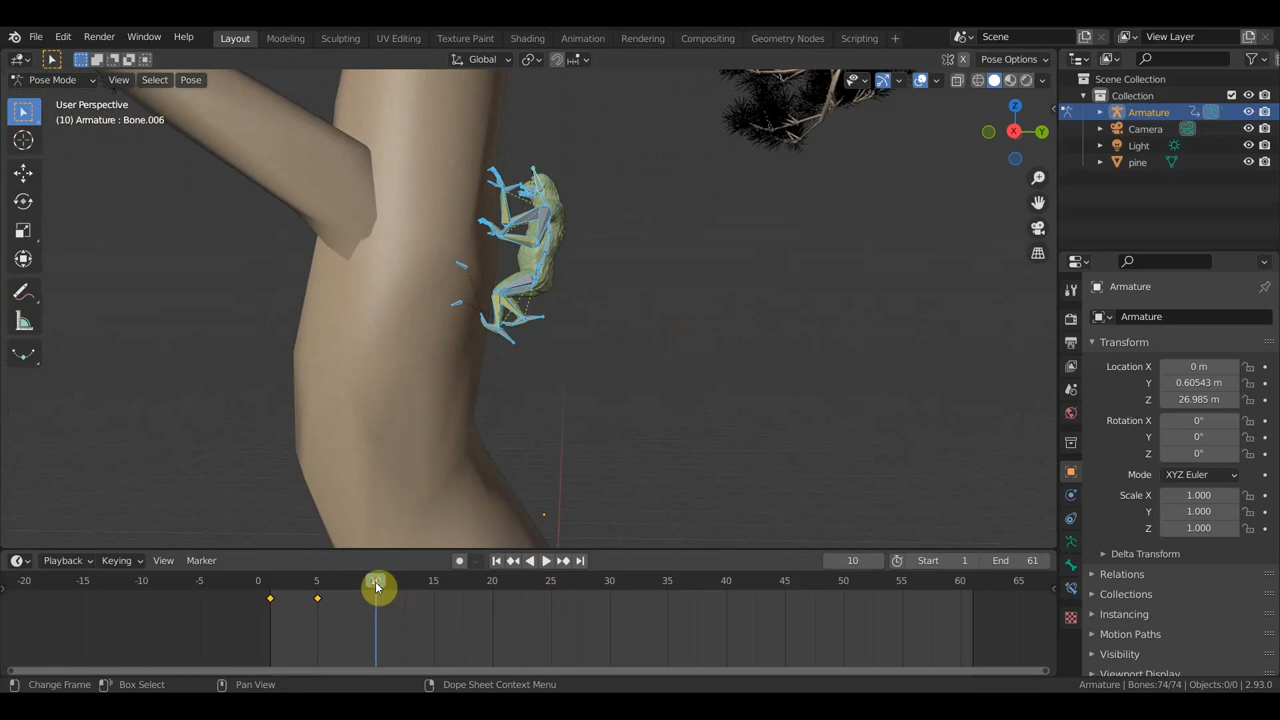 File Edit Render Window Help Layout Modeling Sculpting UV Editing Texture Paint Shading Animation Rendering Compositing Geometry Nodes Scripting + Scene View Layer
Global Pose Options
Pose Mode View Select Pose
User Perspective
(10) Armature : Bone.006
X Y Z
Scene Collection
Collection
Armature
Camera
Light
pine
Armature
Armature
Transform
Location X 0 m
Y 0.60543 m
Z 26.985 m
Rotation X 0°
Y 0°
Z 0°
Mode XYZ Euler
Scale X 1.000
Y 1.000
Z 1.000
Delta Transform
Relations
Collections
Instancing
Motion Paths
Visibility
Viewport Display
Playback Keying View Marker 10 Start 1 End 61
-20 -15 -10 -5 0 5 10 15 20 25 30 35 40 45 50 55 60 65
Change Frame Box Select Pan View Dope Sheet Context Menu Armature | Bones:74/74 | Objects:0/0 | 2.93.0